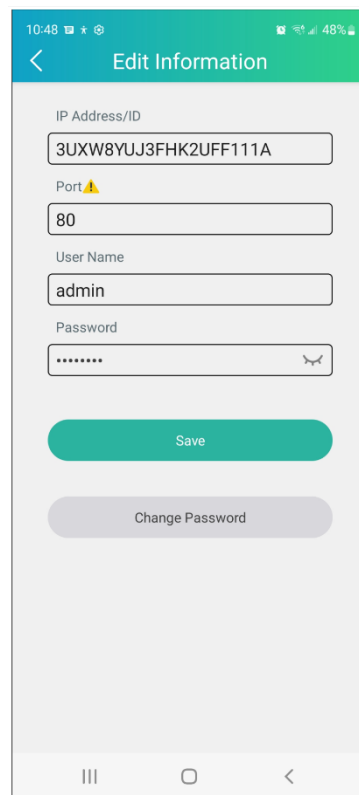 10:48 48%
Edit Information
IP Address/ID
3UXW8YUJ3FHK2UFF111A
Port
80
User Name
admin
Password
••••••••
Save
Change Password